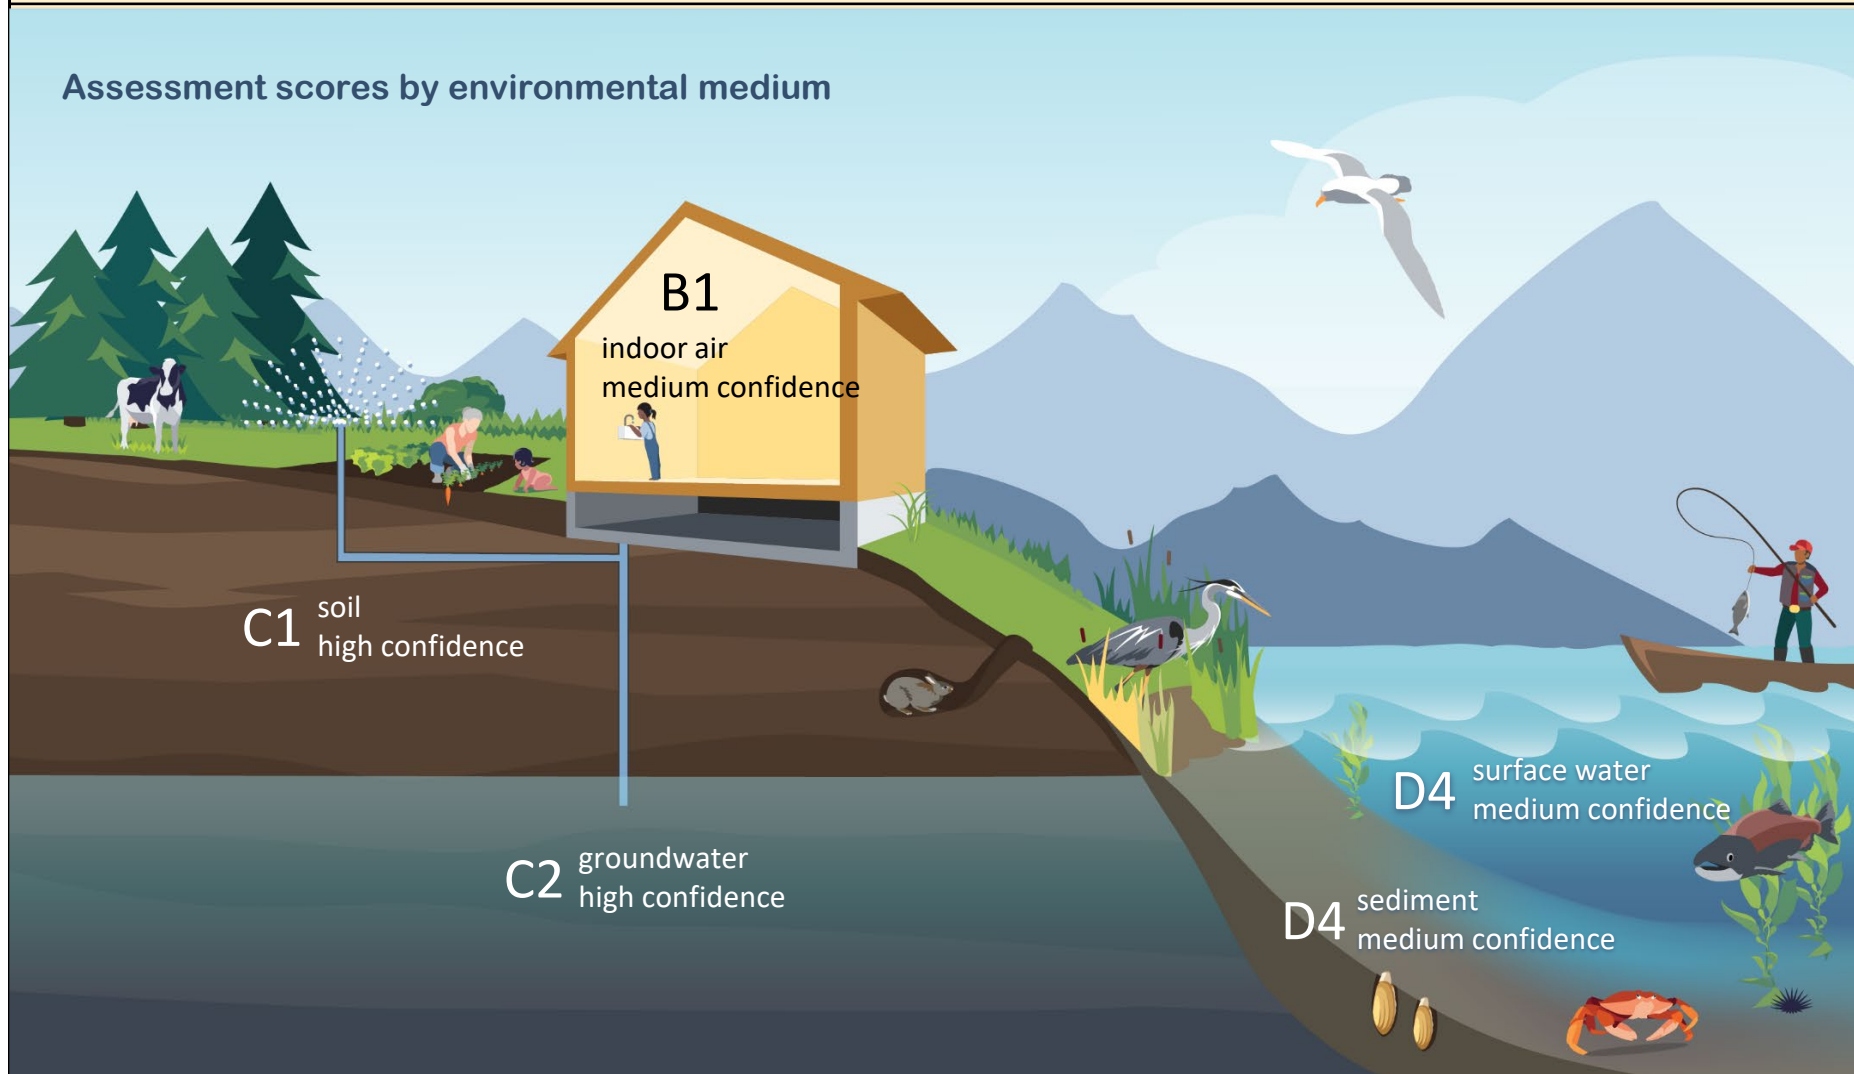 Assessment scores by environmental medium
B1
indoor air
medium confidence
C1
soil
high confidence
D4
surface water
medium confidence
C2
groundwater
high confidence
D4
sediment
medium confidence